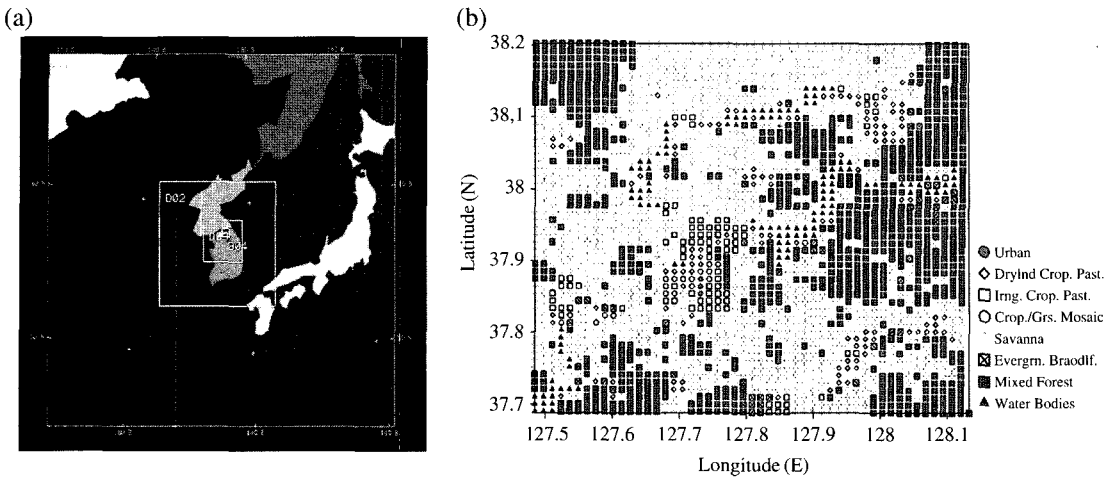 (a)
(b)
D02
38.2
38.1
38
37.9
37.8
37.7
Latitude (N)
127.5 127.6 127.7 127.8 127.9 128 128.1
Longitude (E)
Urban
Drylnd Crop. Past.
Irng. Crop. Past.
Crop./Grs. Mosaic
Savanna
Evergrn. Braodlf.
Mixed Forest
Water Bodies